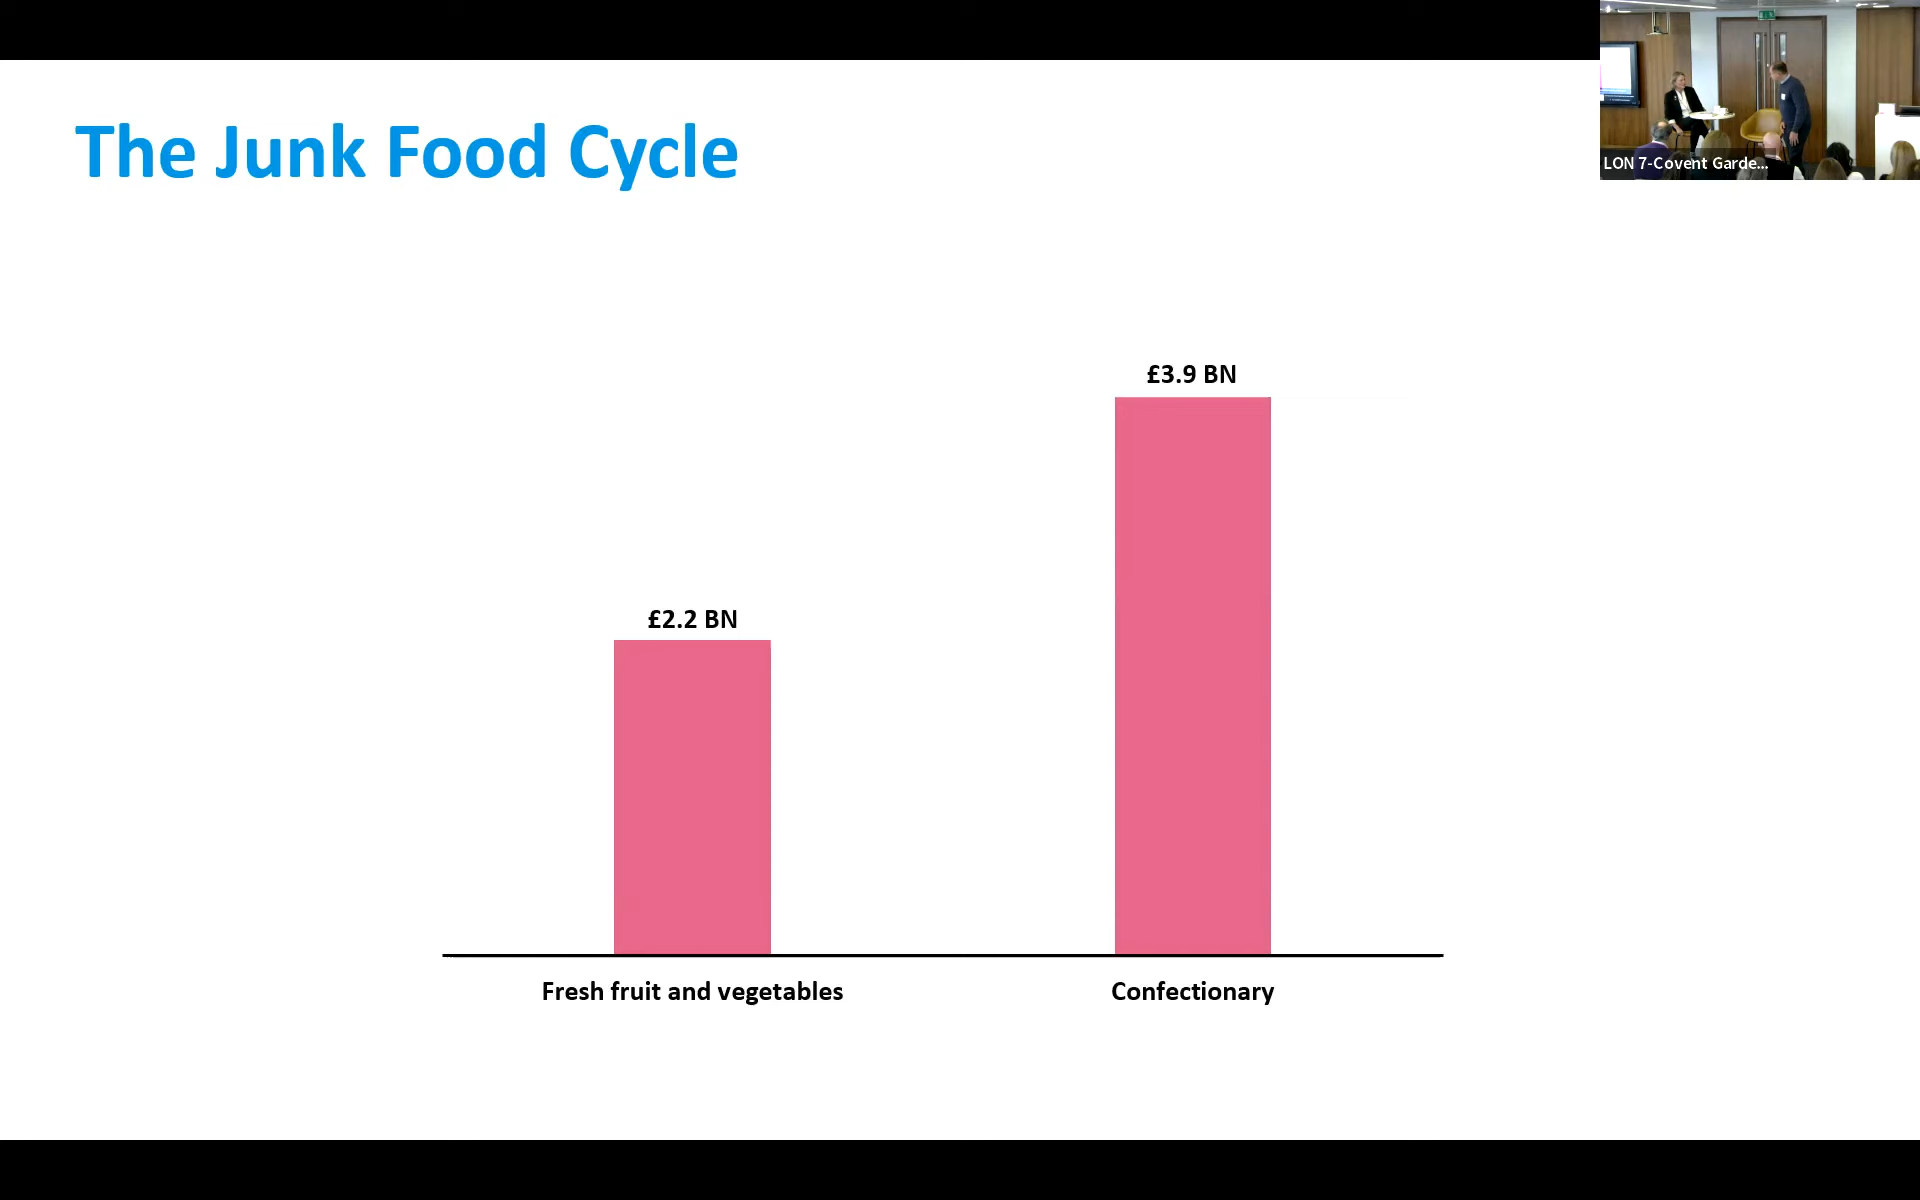 The Junk Food Cycle
LON 7-Covent Garde...
£3.9 BN
£2.2 BN
Fresh fruit and vegetables
Confectionary